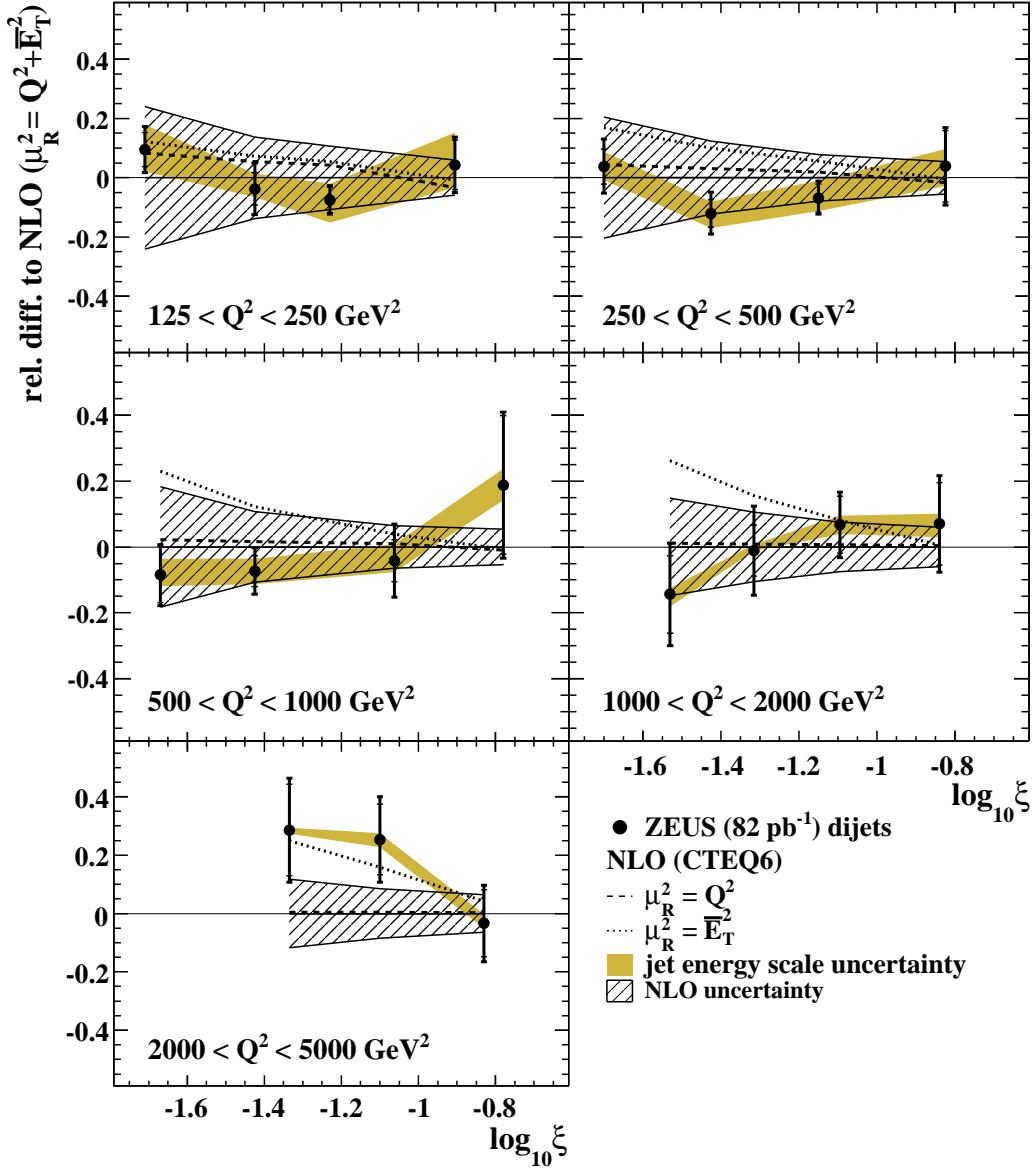 rel. diff. to NLO (μ_R^2 = Q^2+E̅_T^2)
0.4
0.2
0
-0.2
-0.4
125 < Q^2 < 250 GeV^2
250 < Q^2 < 500 GeV^2
0.4
0.2
0
-0.2
-0.4
500 < Q^2 < 1000 GeV^2
1000 < Q^2 < 2000 GeV^2
-1.6 -1.4 -1.2 -1 -0.8
log_10 ξ
0.4
0.2
0
-0.2
-0.4
2000 < Q^2 < 5000 GeV^2
-1.6 -1.4 -1.2 -1 -0.8
log_10 ξ
ZEUS (82 pb^-1) dijets
NLO (CTEQ6)
μ_R^2 = Q^2
μ_R^2 = E̅_T^2
jet energy scale uncertainty
NLO uncertainty